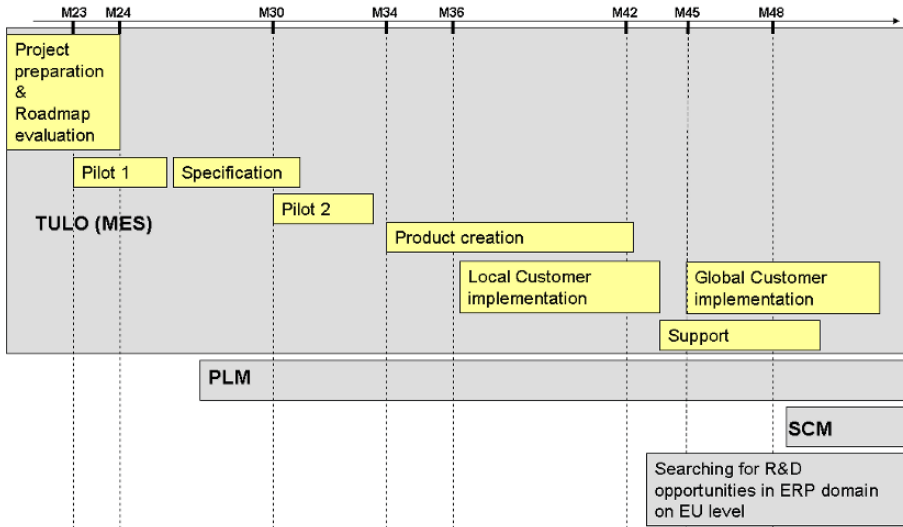 M23 M24 M30 M34 M36 M42 M45 M48
Project
preparation
&
Roadmap
evaluation
Pilot 1 Specification
Pilot 2
TULO (MES)
Product creation
Local Customer
implementation
Global Customer
implementation
Support
PLM
SCM
Searching for R&D
opportunities in ERP domain
on EU level